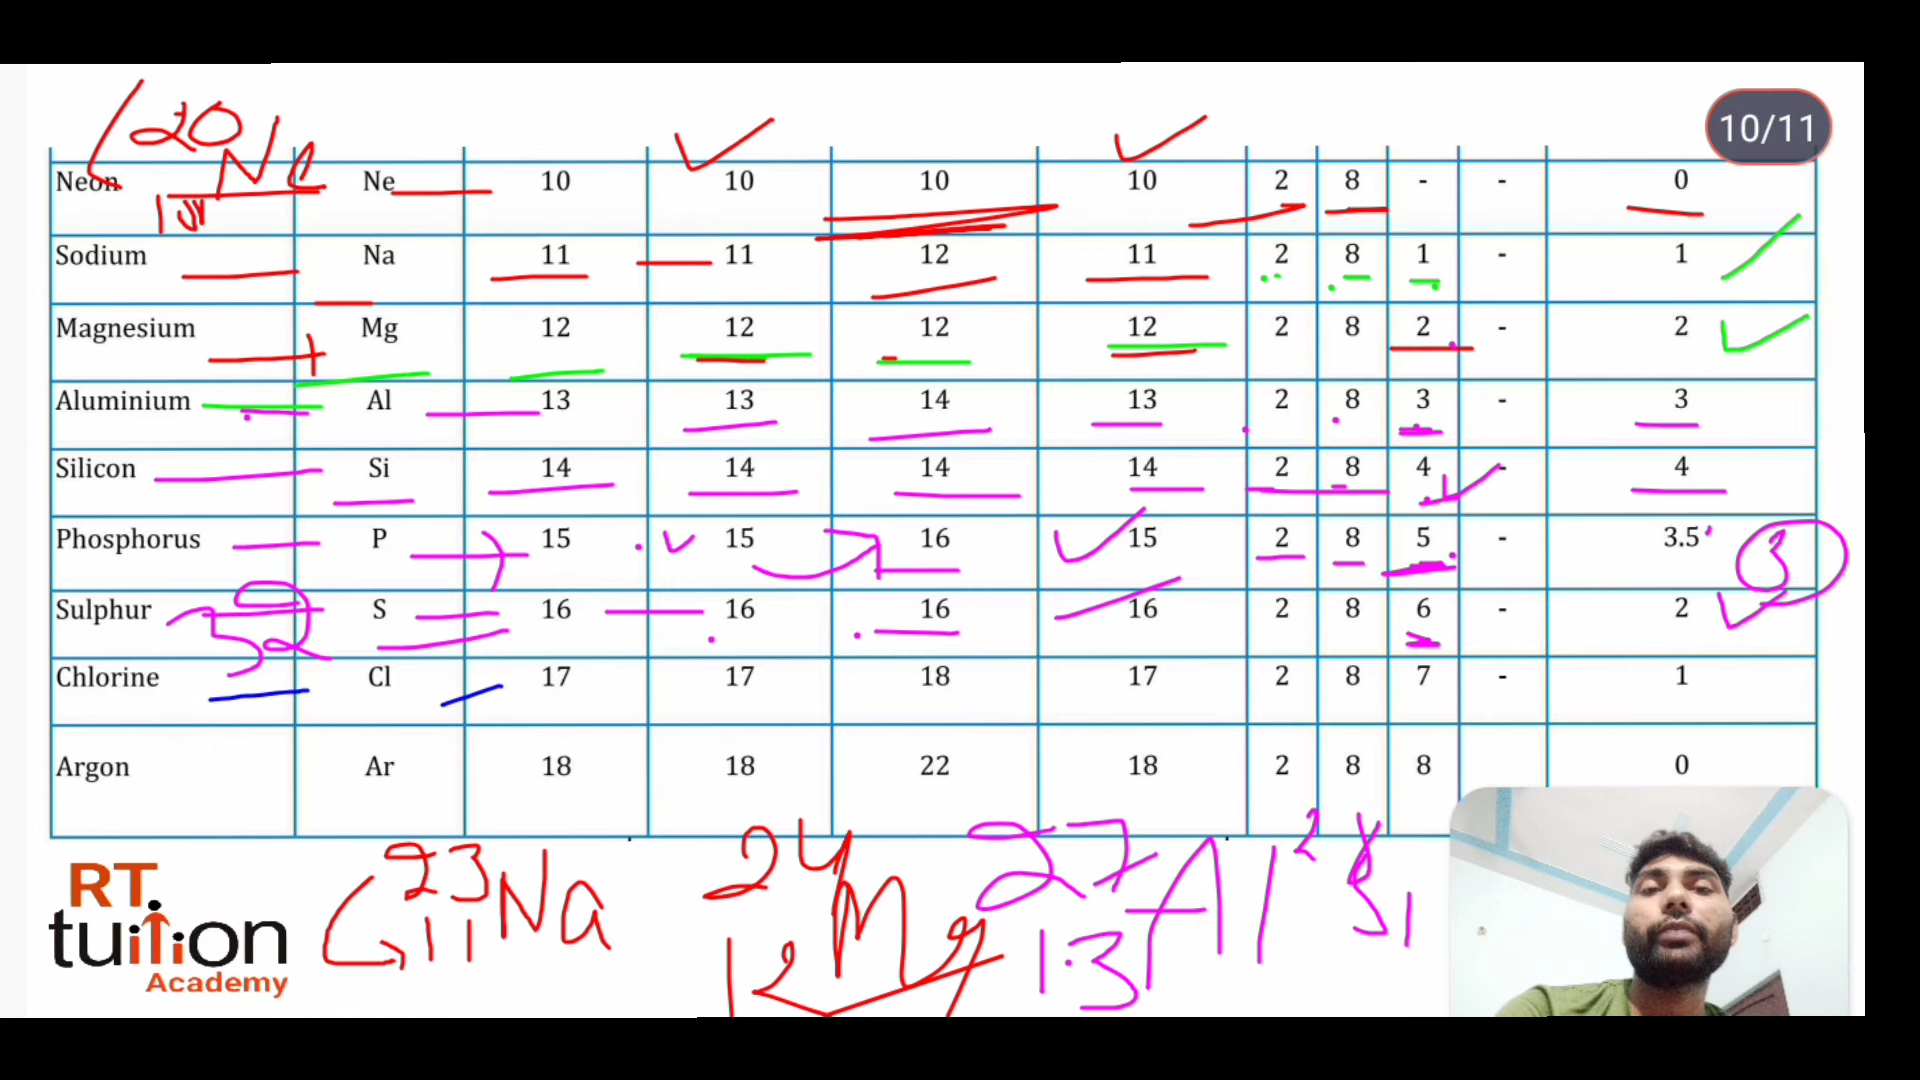 10/11
20
Ne
Neon Ne 10 10 10 10 2 8 - - 0
Sodium Na 11 11 12 11 2 8 1 - 1
Magnesium Mg 12 12 12 12 2 8 2 - 2
Aluminium Al 13 13 14 13 2 8 3 - 3
Silicon Si 14 14 14 14 2 8 4 - 4
Phosphorus P 15 15 16 15 2 8 5 - 3.5 3
Sulphur S 16 16 16 16 2 8 6 - 2
32
Chlorine Cl 17 17 18 17 2 8 7 - 1
Argon Ar 18 18 22 18 2 8 8 0
RT
tuition
Academy
23
11 Na
24
12 Mg
27
13 Al